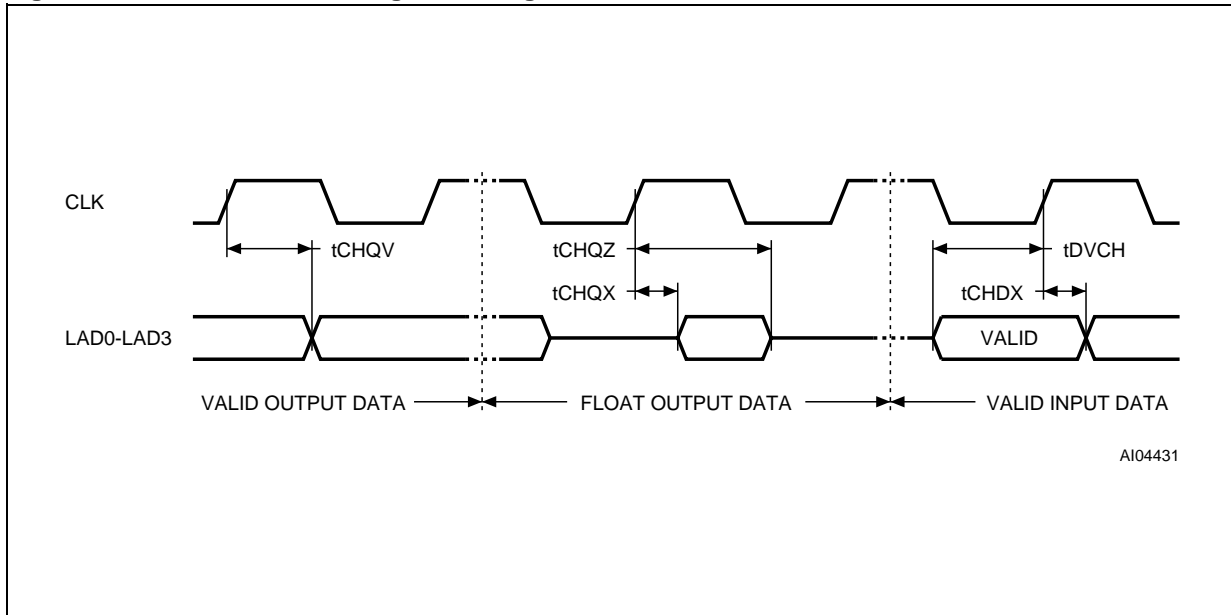 CLK
tCHQV
tCHQZ
tDVCH
tCHQX
tCHDX
LAD0-LAD3
VALID
VALID OUTPUT DATA
FLOAT OUTPUT DATA
VALID INPUT DATA
AI04431